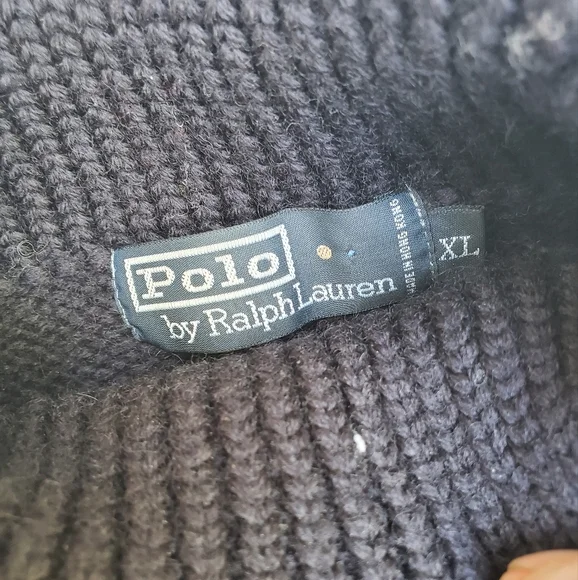 Polo
by Ralph Lauren
MADE IN HONG KONG
XL